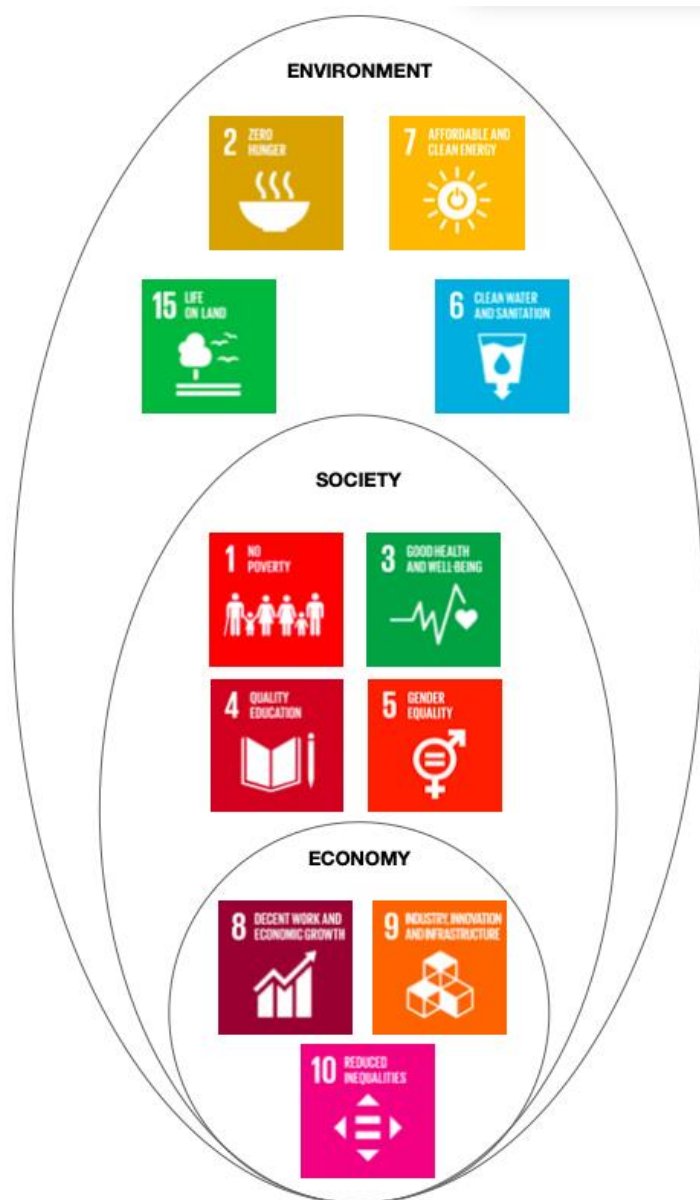 ENVIRONMENT
2 ZERO
HUNGER
7 AFFORDABLE AND
CLEAN ENERGY
15 LIFE
ON LAND
6 CLEAN WATER
AND SANITATION
SOCIETY
1 NO
POVERTY
3 GOOD HEALTH
AND WELL-BEING
4 QUALITY
EDUCATION
5 GENDER
EQUALITY
ECONOMY
8 DECENT WORK AND
ECONOMIC GROWTH
9 INDUSTRY, INNOVATION
AND INFRASTRUCTURE
10 REDUCED
INEQUALITIES